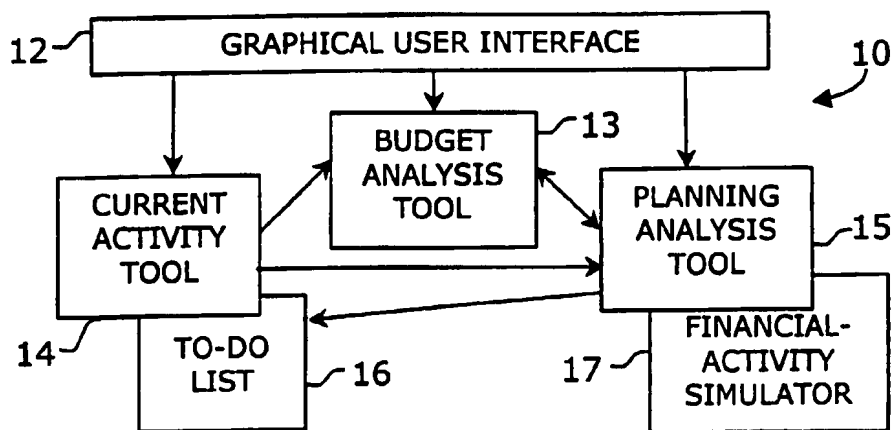 12
GRAPHICAL USER INTERFACE
10
13
BUDGET
ANALYSIS
TOOL
CURRENT
ACTIVITY
TOOL
PLANNING
ANALYSIS
TOOL
15
14
TO-DO
LIST
16
17
FINANCIAL-
ACTIVITY
SIMULATOR